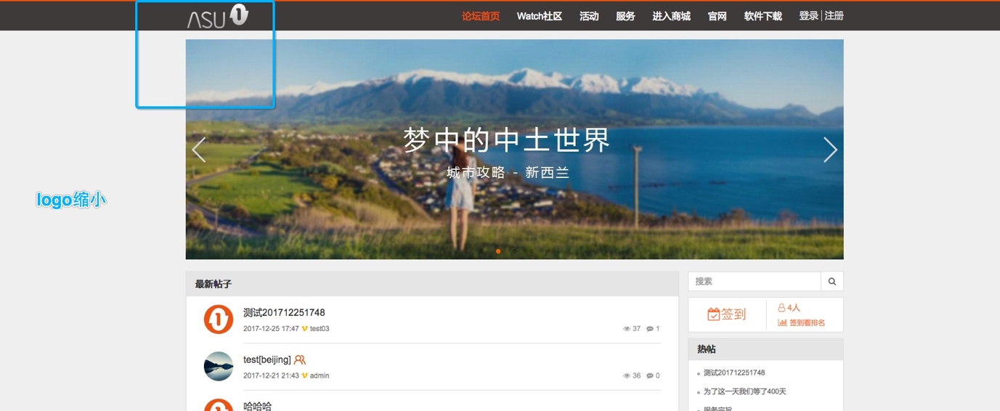 ASU
论坛首页 Watch社区 活动 服务 进入商城 官网 软件下载 登录 | 注册
梦中的中土世界
城市攻略 - 新西兰
logo缩小
最新帖子
搜索
测试201712251748
2017-12-25 17:47 test03 37 1
签到
4人
签到看排名
test[beijing]
2017-12-21 21:43 admin 36 0
热帖
测试201712251748
为了这一天我们等了400天
哈哈哈
服务宗旨